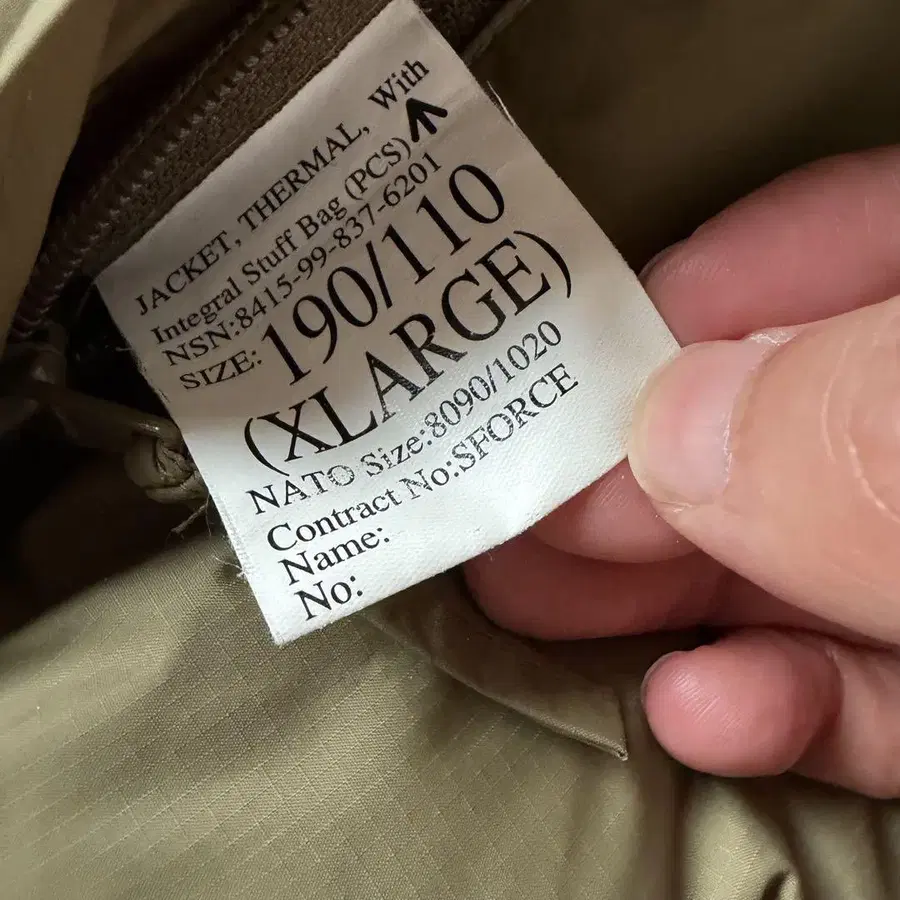 JACKET, THERMAL, With
Integral Stuff Bag (PCS)
NSN:8415-99-837-6201
SIZE: 190/110
(XLARGE)
NATO Size:8090/1020
Contract No:SFORCE
Name:
No: